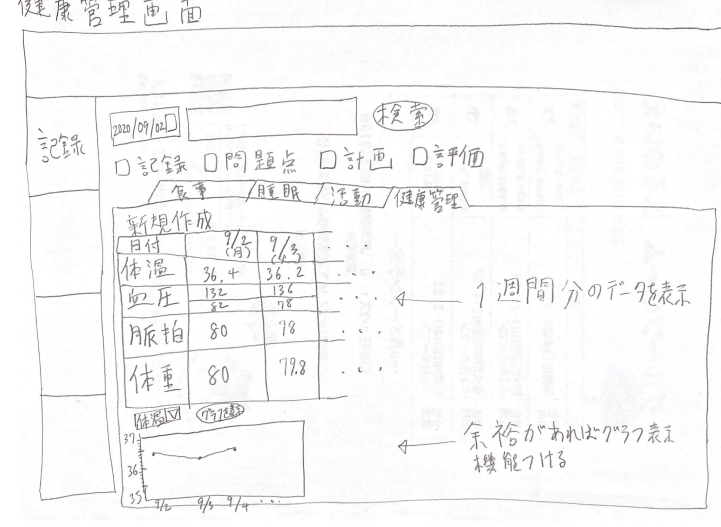 健康管理画面
記録
2020/09/02 検索
□記録 □問題点 □計画 □評価
食事 睡眠 活動 健康管理
新規作成
日付 9/2(月) 9/3(火) ・・・
体温 36.4 36.2
血圧 132 136 ・・・
82 78
脈拍 80 78 ・・・
体重 80 79.8 ・・・
← 1週間分のデータを表示
体温▽ グラフを表示
37
36
35
9/2 9/3 9/4 ・・・
← 余裕があればグラフ表示
機能つける